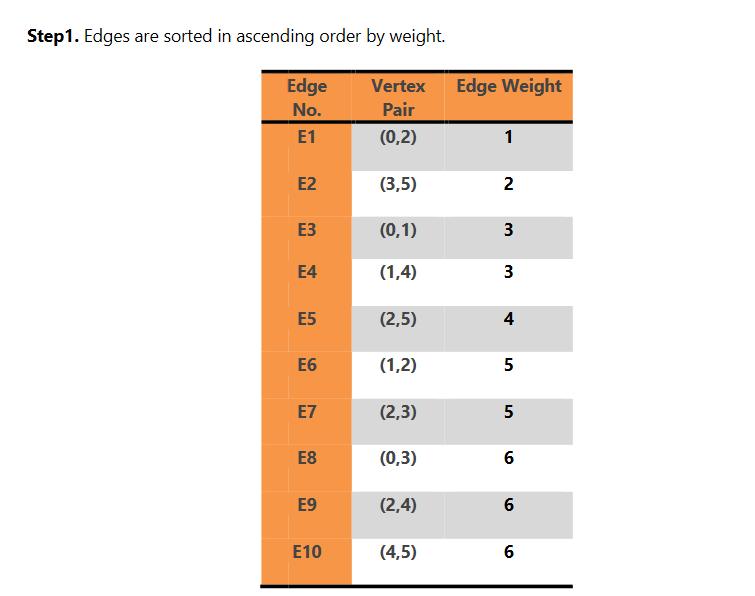 Step1. Edges are sorted in ascending order by weight.
Edge No. Vertex Pair Edge Weight
E1 (0,2) 1
E2 (3,5) 2
E3 (0,1) 3
E4 (1,4) 3
E5 (2,5) 4
E6 (1,2) 5
E7 (2,3) 5
E8 (0,3) 6
E9 (2,4) 6
E10 (4,5) 6